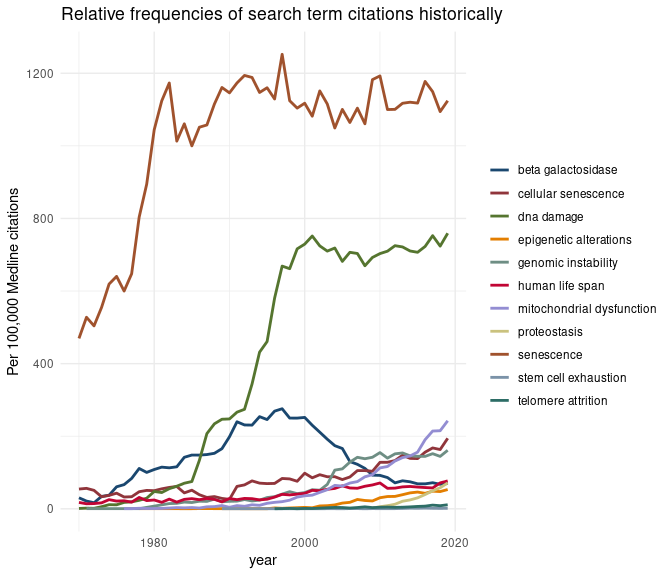 Relative frequencies of search term citations historically
Per 100,000 Medline citations
1200
800
400
0
1980
2000
2020
year
beta galactosidase
cellular senescence
dna damage
epigenetic alterations
genomic instability
human life span
mitochondrial dysfunction
proteostasis
senescence
stem cell exhaustion
telomere attrition